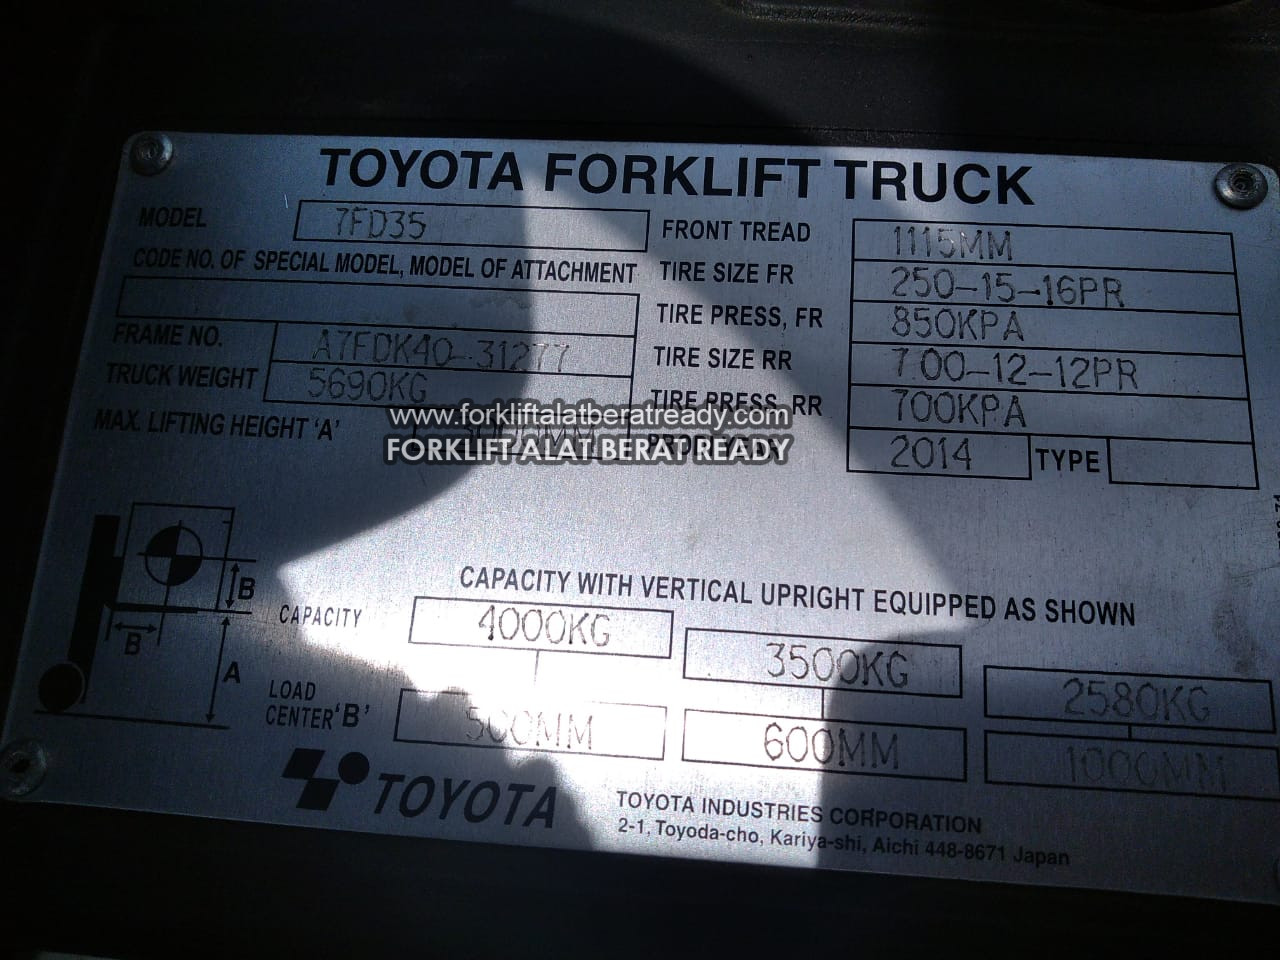 TOYOTA FORKLIFT TRUCK
MODEL 7FD35 FRONT TREAD 1115MM
CODE NO. OF SPECIAL MODEL, MODEL OF ATTACHMENT TIRE SIZE FR 250-15-16PR
TIRE PRESS, FR 850KPA
FRAME NO. A7FDK40-31277 TIRE SIZE RR 7.00-12-12PR
TRUCK WEIGHT 5690KG TIRE PRESS, RR 700KPA
www.forkliftalatberatready.com
MAX. LIFTING HEIGHT 'A' 2014 TYPE
FORKLIFT ALAT BERAT READY
CAPACITY WITH VERTICAL UPRIGHT EQUIPPED AS SHOWN
B
CAPACITY 4000KG 3500KG 2580KG
B
A
LOAD CENTER 'B' 500MM 600MM 1000MM
TOYOTA
TOYOTA INDUSTRIES CORPORATION
2-1, Toyoda-cho, Kariya-shi, Aichi 448-8671 Japan